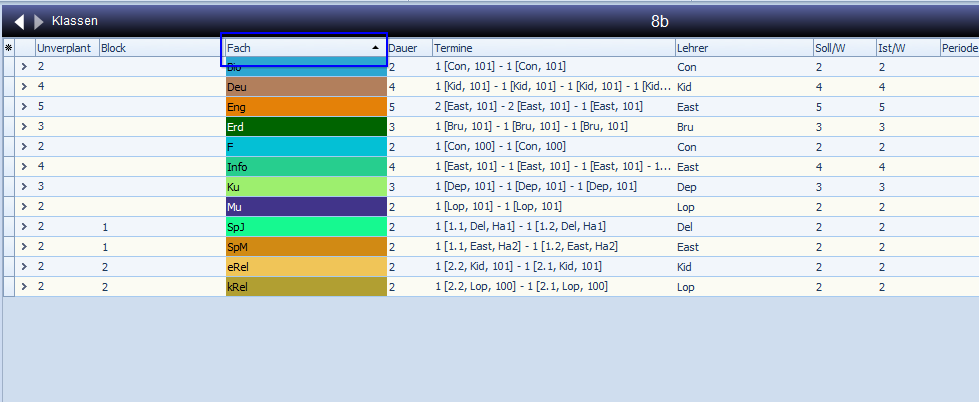 Klassen 8b
Unverplant Block Fach Dauer Termine Lehrer Soll/W Ist/W Periode
2 Bio 2 1 [Con, 101] - 1 [Con, 101] Con 2 2
4 Deu 4 1 [Kid, 101] - 1 [Kid, 101] - 1 [Kid, 101] - 1 [Kid... Kid 4 4
5 Eng 5 2 [East, 101] - 2 [East, 101] - 1 [East, 101] East 5 5
3 Erd 3 1 [Bru, 101] - 1 [Bru, 101] - 1 [Bru, 101] Bru 3 3
2 F 2 1 [Con, 100] - 1 [Con, 100] Con 2 2
4 Info 4 1 [East, 101] - 1 [East, 101] - 1 [East, 101] - 1... East 4 4
3 Ku 3 1 [Dep, 101] - 1 [Dep, 101] - 1 [Dep, 101] Dep 3 3
2 Mu 2 1 [Lop, 101] - 1 [Lop, 101] Lop 2 2
2 1 SpJ 2 1 [1.1, Del, Ha1] - 1 [1.2, Del, Ha1] Del 2 2
2 1 SpM 2 1 [1.1, East, Ha2] - 1 [1.2, East, Ha2] East 2 2
2 2 eRel 2 1 [2.2, Kid, 101] - 1 [2.1, Kid, 101] Kid 2 2
2 2 kRel 2 1 [2.2, Lop, 100] - 1 [2.1, Lop, 100] Lop 2 2